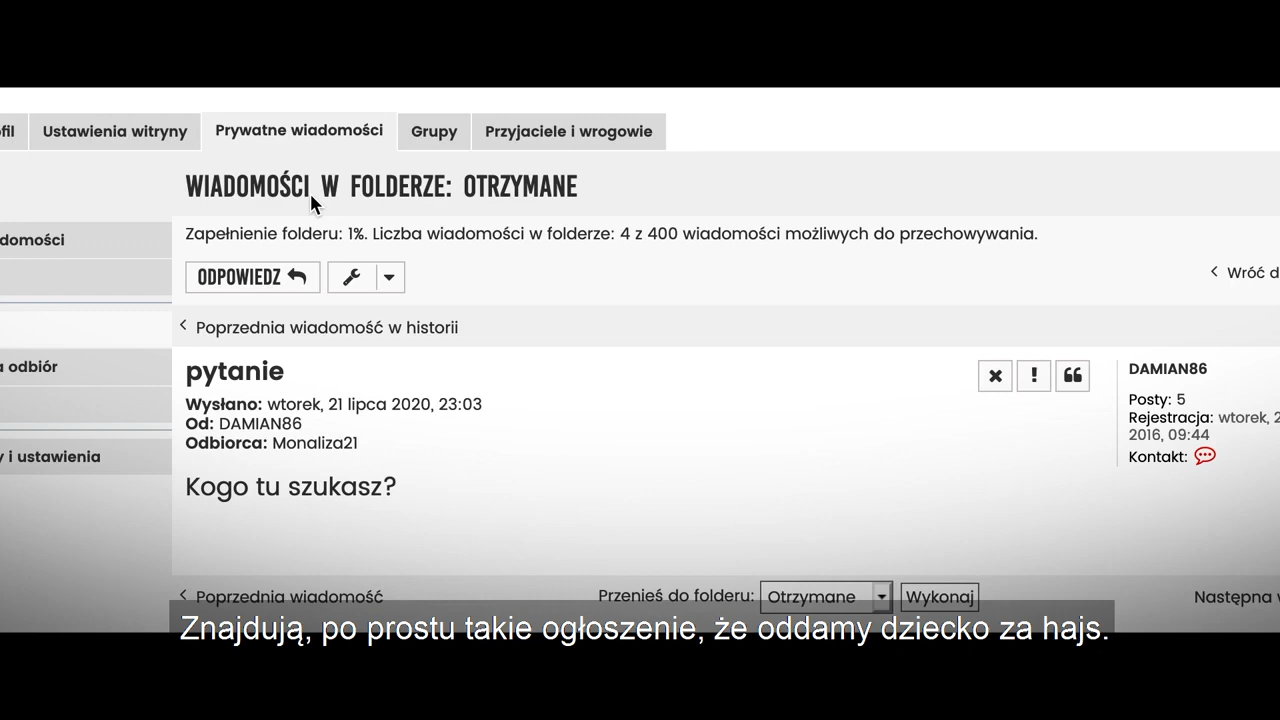 fil
Ustawienia witryny
Prywatne wiadomości
Grupy
Przyjaciele i wrogowie
WIADOMOŚCI W FOLDERZE: OTRZYMANE
domości
Zapełnienie folderu: 1%. Liczba wiadomości w folderze: 4 z 400 wiadomości możliwych do przechowywania.
ODPOWIEDZ
Wróć d
Poprzednia wiadomość w historii
a odbiór
pytanie
Wysłano: wtorek, 21 lipca 2020, 23:03
Od: DAMIAN86
Odbiorca: Monaliza21
DAMIAN86
Posty: 5
Rejestracja: wtorek, 2
2016, 09:44
Kontakt:
y i ustawienia
Kogo tu szukasz?
Poprzednia wiadomość
Przenieś do folderu: Otrzymane Wykonaj
Następna w
Znajdują, po prostu takie ogłoszenie, że oddamy dziecko za hajs.